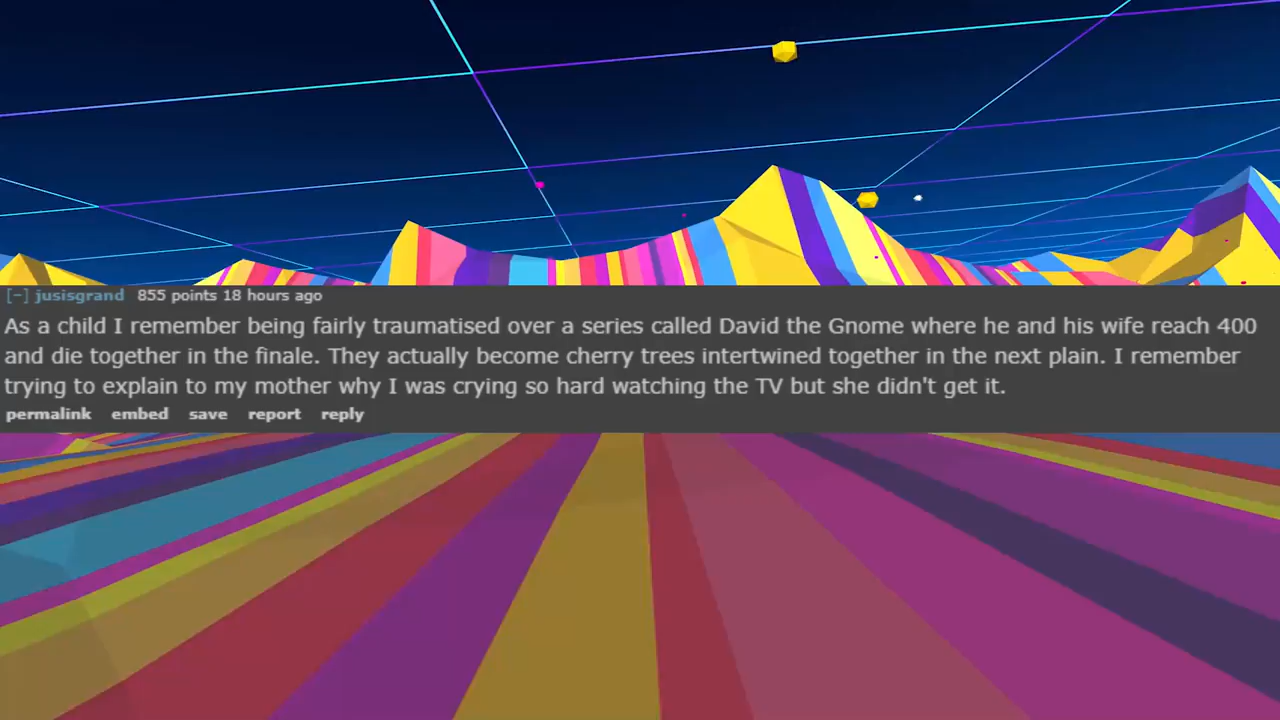 [-] jusisgrand 855 points 18 hours ago
As a child I remember being fairly traumatised over a series called David the Gnome where he and his wife reach 400
and die together in the finale. They actually become cherry trees intertwined together in the next plain. I remember
trying to explain to my mother why I was crying so hard watching the TV but she didn't get it.
permalink embed save report reply